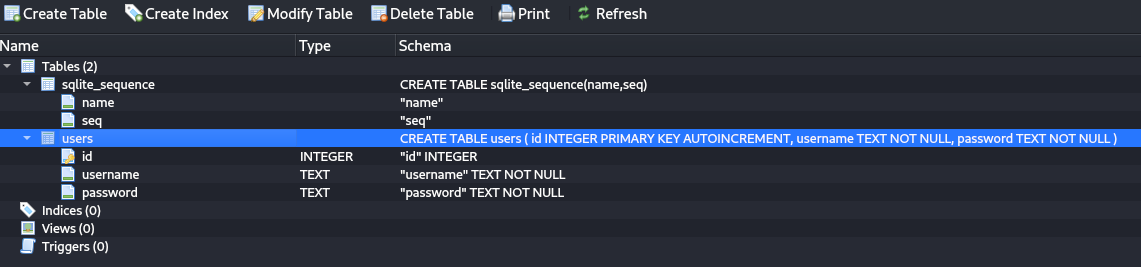 Create Table Create Index Modify Table Delete Table Print Refresh
Name Type Schema
Tables (2)
sqlite_sequence CREATE TABLE sqlite_sequence(name,seq)
name "name"
seq "seq"
users CREATE TABLE users ( id INTEGER PRIMARY KEY AUTOINCREMENT, username TEXT NOT NULL, password TEXT NOT NULL )
id INTEGER "id" INTEGER
username TEXT "username" TEXT NOT NULL
password TEXT "password" TEXT NOT NULL
Indices (0)
Views (0)
Triggers (0)